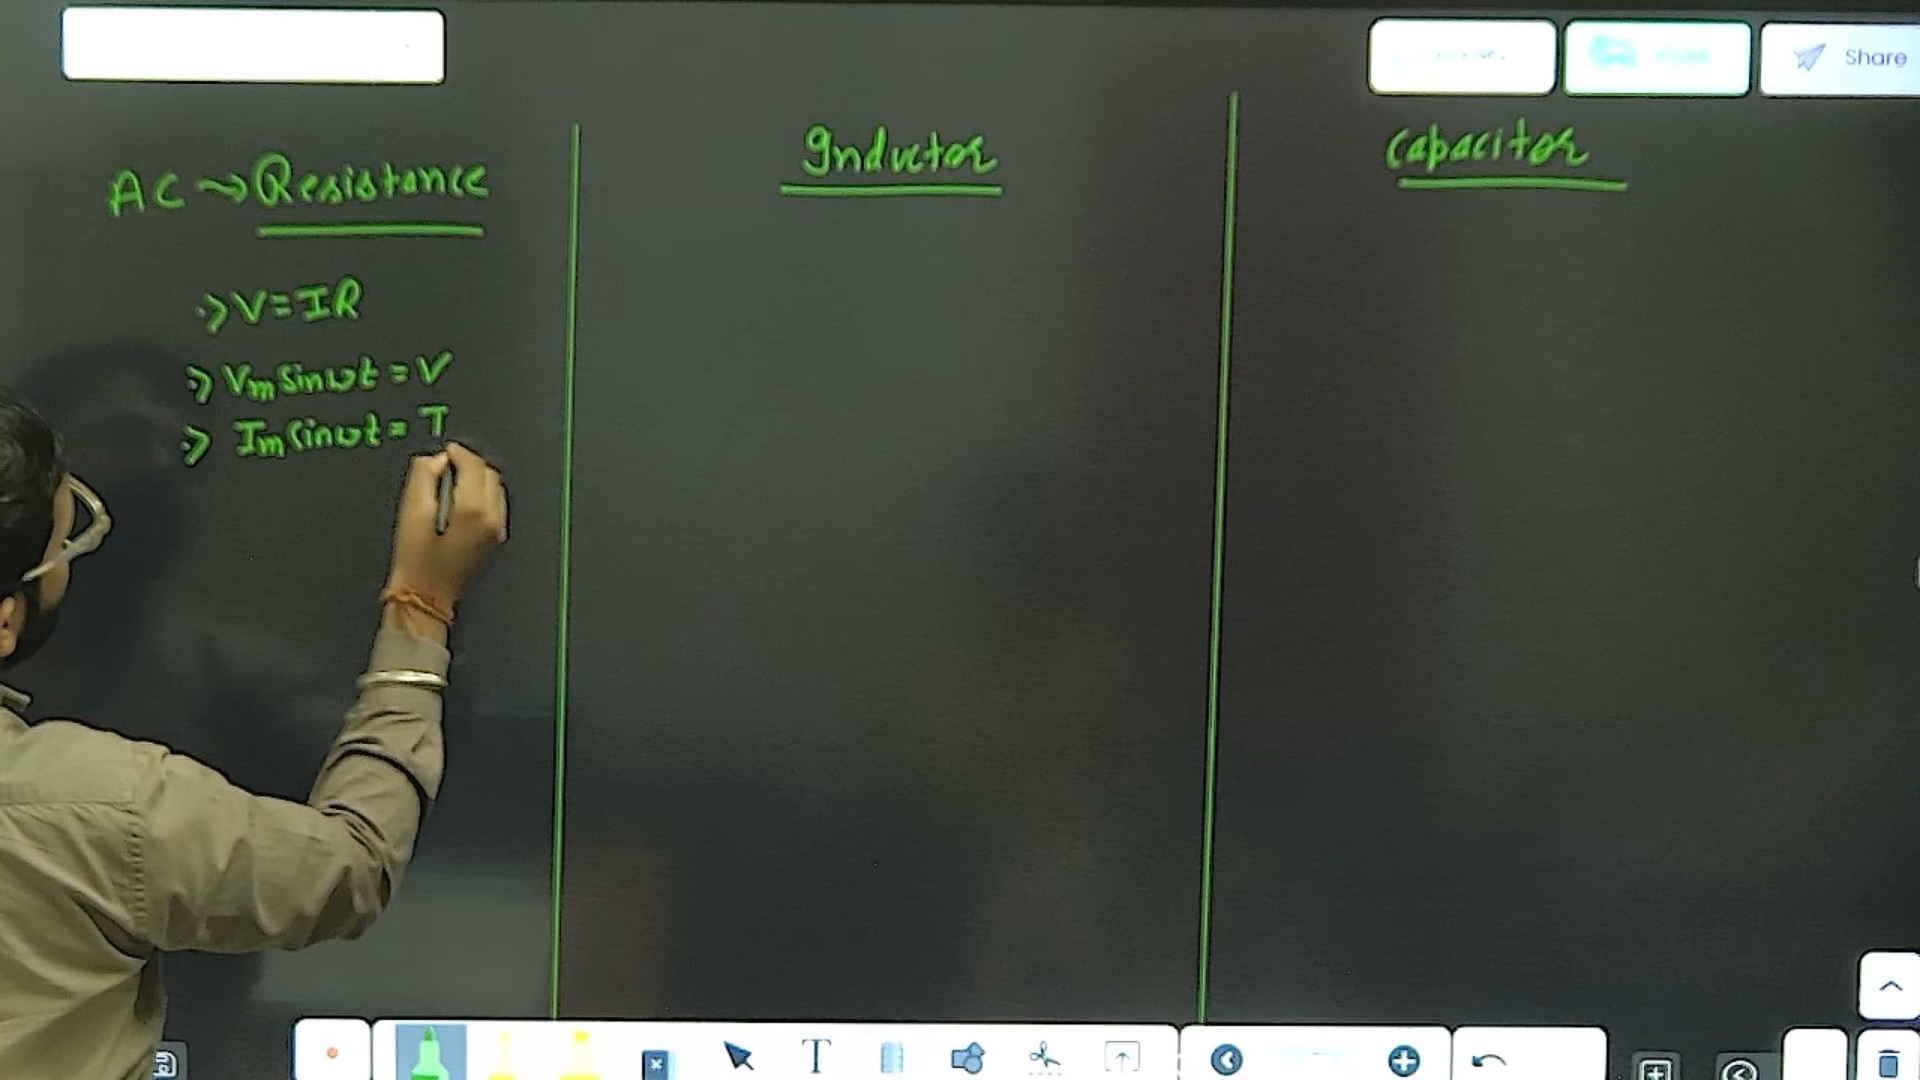 Share
AC → Resistance
Inductor
Capacitor
·> V = IR
·> Vm sinωt = V
·> Im sinωt = I
T